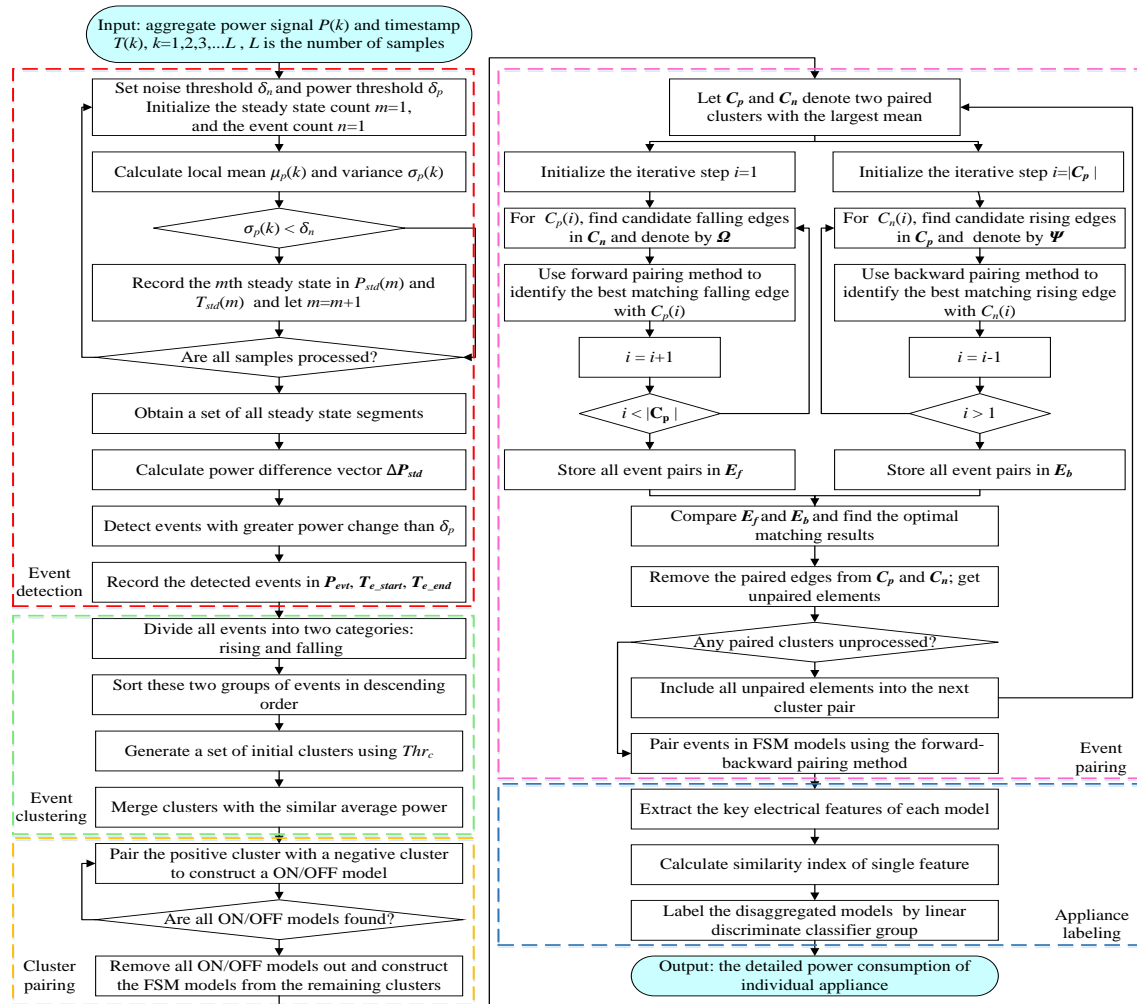 Input: aggregate power signal P(k) and timestamp
T(k), k=1,2,3,...L , L is the number of samples
Set noise threshold δn and power threshold δp
Initialize the steady state count m=1,
and the event count n=1
Calculate local mean μp(k) and variance σp(k)
σp(k) < δn
Record the mth steady state in Pstd(m) and
Tstd(m) and let m=m+1
Are all samples processed?
Obtain a set of all steady state segments
Calculate power difference vector ΔPstd
Detect events with greater power change than δp
Record the detected events in Pevt, Te_start, Te_end
Event
detection
Divide all events into two categories:
rising and falling
Sort these two groups of events in descending
order
Generate a set of initial clusters using Thrc
Merge clusters with the similar average power
Event
clustering
Pair the positive cluster with a negative cluster
to construct a ON/OFF model
Are all ON/OFF models found?
Remove all ON/OFF models out and construct
the FSM models from the remaining clusters
Cluster
pairing
Let Cp and Cn denote two paired
clusters with the largest mean
Initialize the iterative step i=1
For Cp(i), find candidate falling edges
in Cn and denote by Ω
Use forward pairing method to
identify the best matching falling edge
with Cp(i)
i = i+1
i < |Cp |
Store all event pairs in Ef
Initialize the iterative step i=|Cp |
For Cn(i), find candidate rising edges
in Cp and denote by Ψ
Use backward pairing method to
identify the best matching rising edge
with Cn(i)
i = i-1
i > 1
Store all event pairs in Eb
Compare Ef and Eb and find the optimal
matching results
Remove the paired edges from Cp and Cn; get
unpaired elements
Any paired clusters unprocessed?
Include all unpaired elements into the next
cluster pair
Pair events in FSM models using the forward-
backward pairing method
Event
pairing
Extract the key electrical features of each model
Calculate similarity index of single feature
Label the disaggregated models by linear
discriminate classifier group
Appliance
labeling
Output: the detailed power consumption of
individual appliance